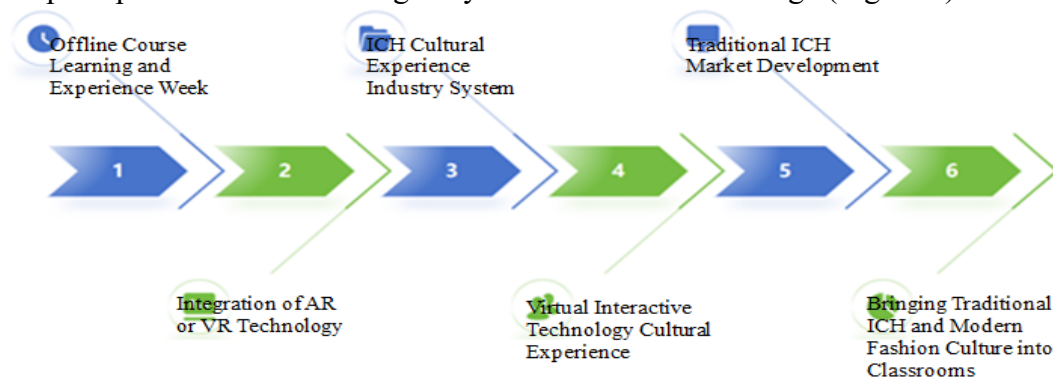 Offline Course
Learning and
Experience Week
ICH Cultural
Experience
Industry System
Traditional ICH
Market Development
1
2
3
4
5
6
Integration of AR
or VR Technology
Virtual Interactive
Technology Cultural
Experience
Bringing Traditional
ICH and Modern
Fashion Culture into
Classrooms